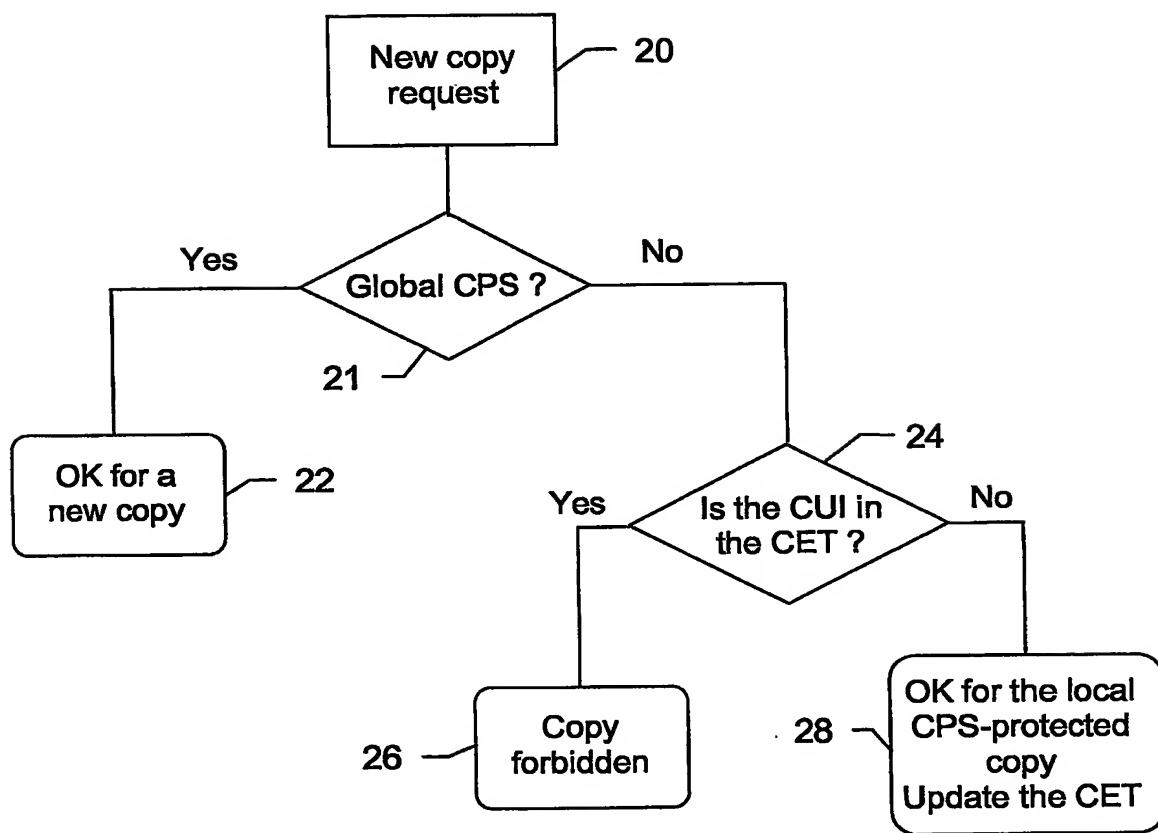 New copy
request
20
Yes
No
Global CPS ?
21
OK for a
new copy
22
24
Yes
No
Is the CUI in
the CET ?
Copy
forbidden
26
OK for the local
CPS-protected
copy
Update the CET
28